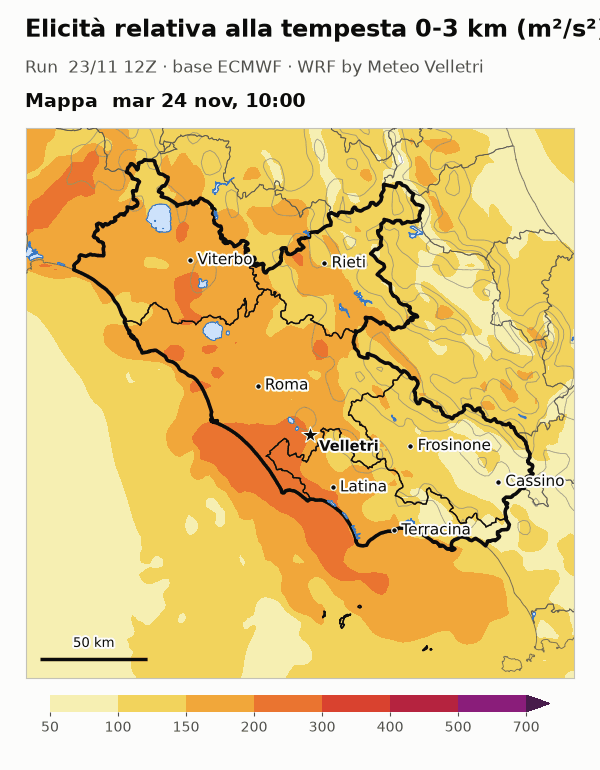 Elicità relativa alla tempesta 0-3 km (m²/s²)
Run 23/11 12Z · base ECMWF · WRF by Meteo Velletri
Mappa mar 24 nov, 10:00
Viterbo
Rieti
Roma
Velletri
Frosinone
Cassino
Latina
Terracina
50 km
50 100 150 200 300 400 500 700